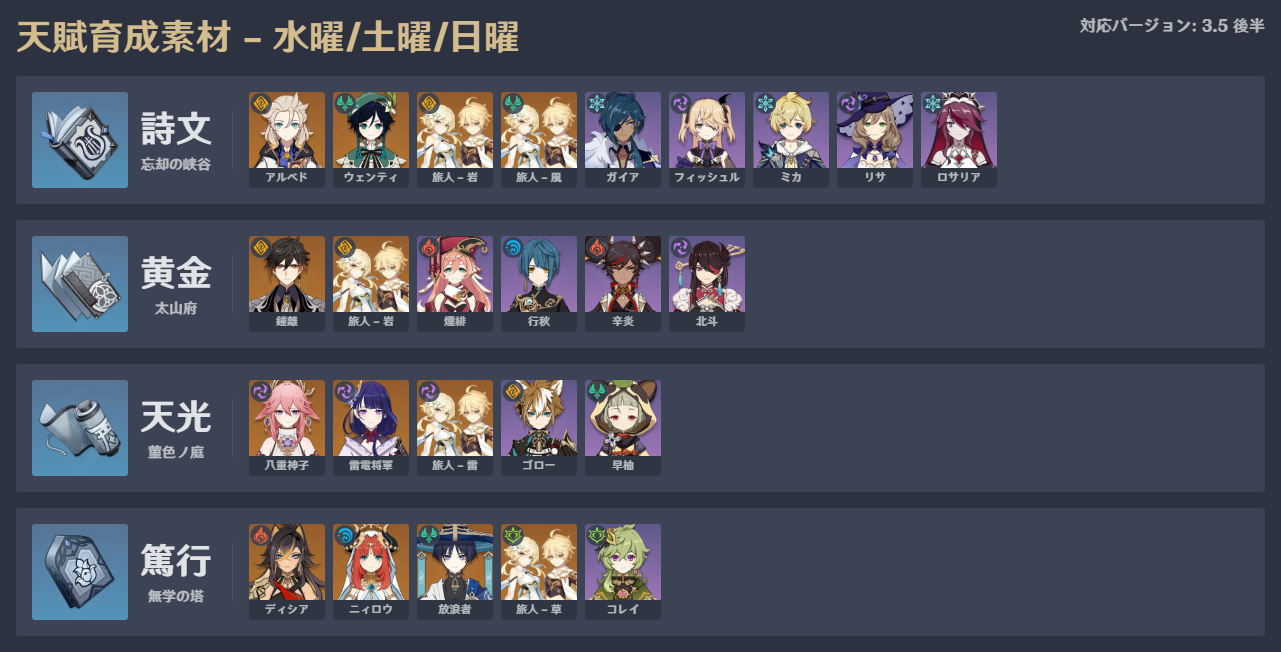 天賦育成素材 – 水曜/土曜/日曜
対応バージョン: 3.5 後半
詩文
忘却の峡谷
アルベド
ウェンティ
旅人 – 岩
旅人 – 風
ガイア
フィッシュル
ミカ
リサ
ロサリア
黄金
太山府
鍾離
旅人 – 岩
煙緋
行秋
辛炎
北斗
天光
菫色ノ庭
八重神子
雷電将軍
旅人 – 雷
ゴロー
早柚
篤行
無学の塔
ディシア
ニィロウ
放浪者
旅人 – 草
コレイ